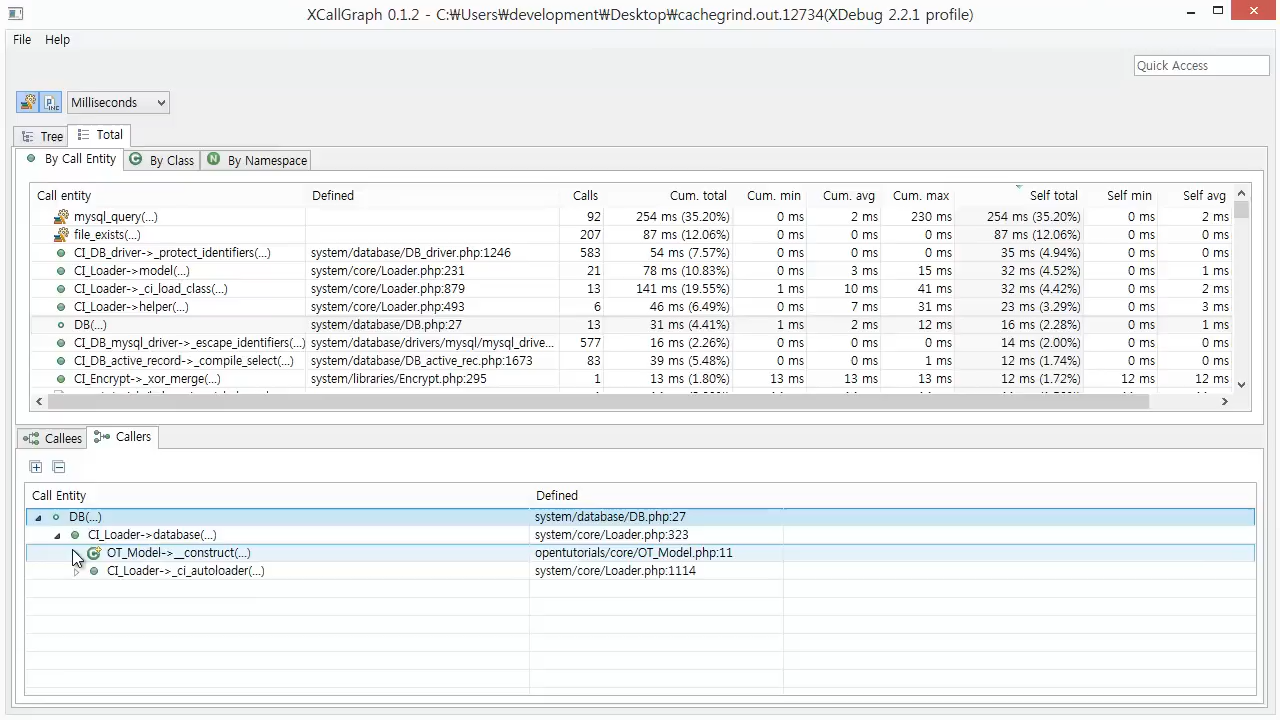 XCallGraph 0.1.2 - C:₩Users₩development₩Desktop₩cachegrind.out.12734(XDebug 2.2.1 profile)
File Help
Quick Access
Milliseconds
Tree Total
By Call Entity By Class By Namespace
Call entity Defined Calls Cum. total Cum. min Cum. avg Cum. max Self total Self min Self avg
mysql_query(...) 92 254 ms (35.20%) 0 ms 2 ms 230 ms 254 ms (35.20%) 0 ms 2 ms
file_exists(...) 207 87 ms (12.06%) 0 ms 0 ms 0 ms 87 ms (12.06%) 0 ms 0 ms
CI_DB_driver->_protect_identifiers(...) system/database/DB_driver.php:1246 583 54 ms (7.57%) 0 ms 0 ms 0 ms 35 ms (4.94%) 0 ms 0 ms
CI_Loader->model(...) system/core/Loader.php:231 21 78 ms (10.83%) 0 ms 3 ms 15 ms 32 ms (4.52%) 0 ms 1 ms
CI_Loader->_ci_load_class(...) system/core/Loader.php:879 13 141 ms (19.55%) 1 ms 10 ms 41 ms 32 ms (4.42%) 0 ms 2 ms
CI_Loader->helper(...) system/core/Loader.php:493 6 46 ms (6.49%) 0 ms 7 ms 31 ms 23 ms (3.29%) 0 ms 3 ms
DB(...) system/database/DB.php:27 13 31 ms (4.41%) 1 ms 2 ms 12 ms 16 ms (2.28%) 0 ms 1 ms
CI_DB_mysql_driver->_escape_identifiers(...) system/database/drivers/mysql/mysql_drive... 577 16 ms (2.26%) 0 ms 0 ms 0 ms 14 ms (2.00%) 0 ms 0 ms
CI_DB_active_record->_compile_select(...) system/database/DB_active_rec.php:1673 83 39 ms (5.48%) 0 ms 0 ms 1 ms 12 ms (1.74%) 0 ms 0 ms
CI_Encrypt->_xor_merge(...) system/libraries/Encrypt.php:295 1 13 ms (1.80%) 13 ms 13 ms 13 ms 12 ms (1.72%) 12 ms 12 ms
Callees Callers
Call Entity Defined
DB(...) system/database/DB.php:27
CI_Loader->database(...) system/core/Loader.php:323
OT_Model->__construct(...) opentutorials/core/OT_Model.php:11
CI_Loader->_ci_autoloader(...) system/core/Loader.php:1114